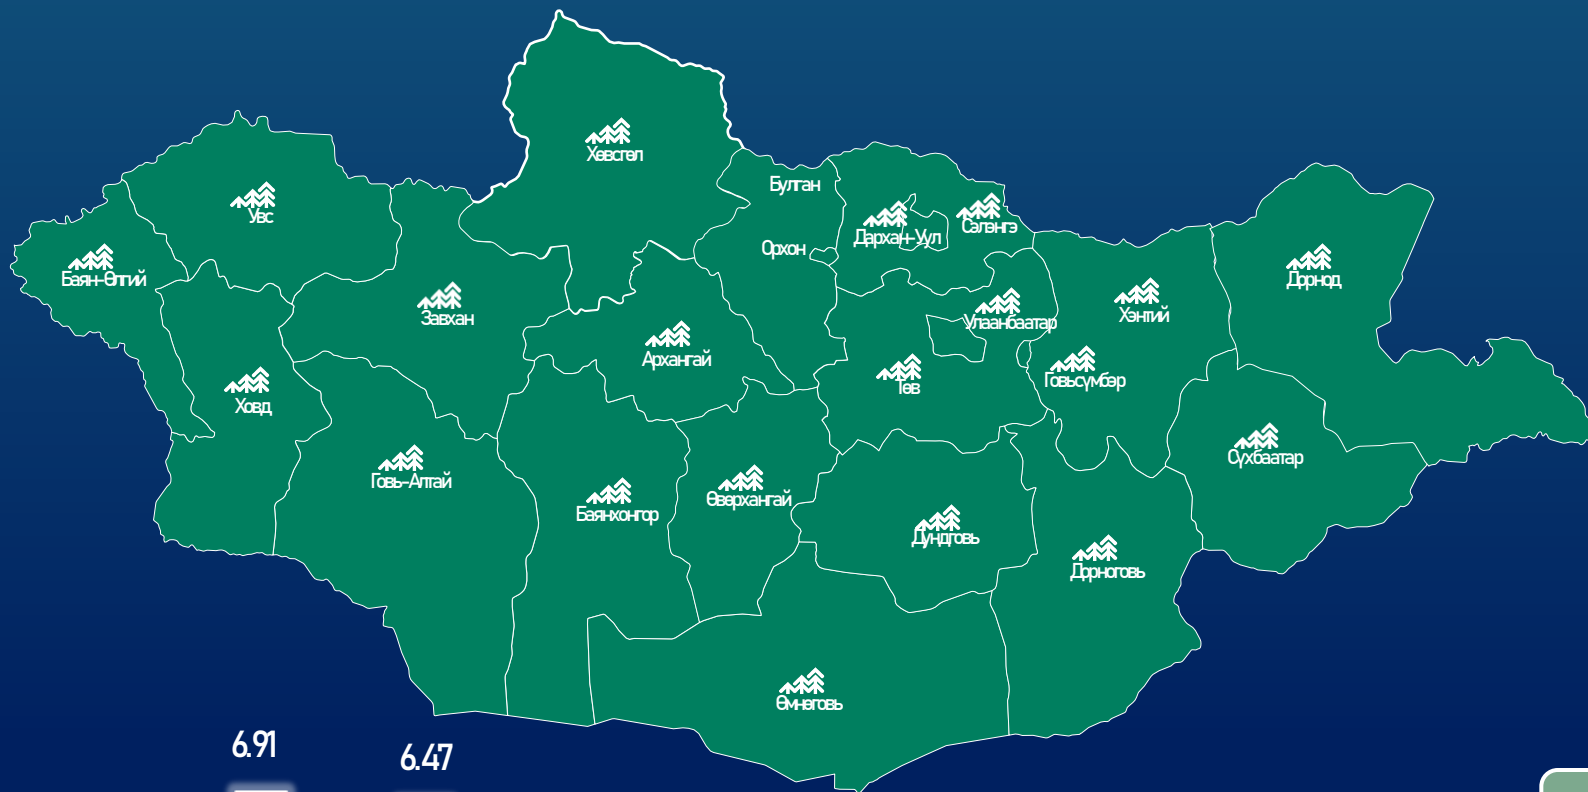 Хөвсгөл
Булган
Увс
Дархан-Уул
Сэлэнгэ
Орхон
Баян-Өлгий
Дорнод
Завхан
Улаанбаатар
Хэнтий
Архангай
Төв
Говьсүмбэр
Ховд
Сүхбаатар
Говь-Алтай
Өвөрхангай
Баянхонгор
Дундговь
Дорноговь
Өмнөговь
6.91
6.47